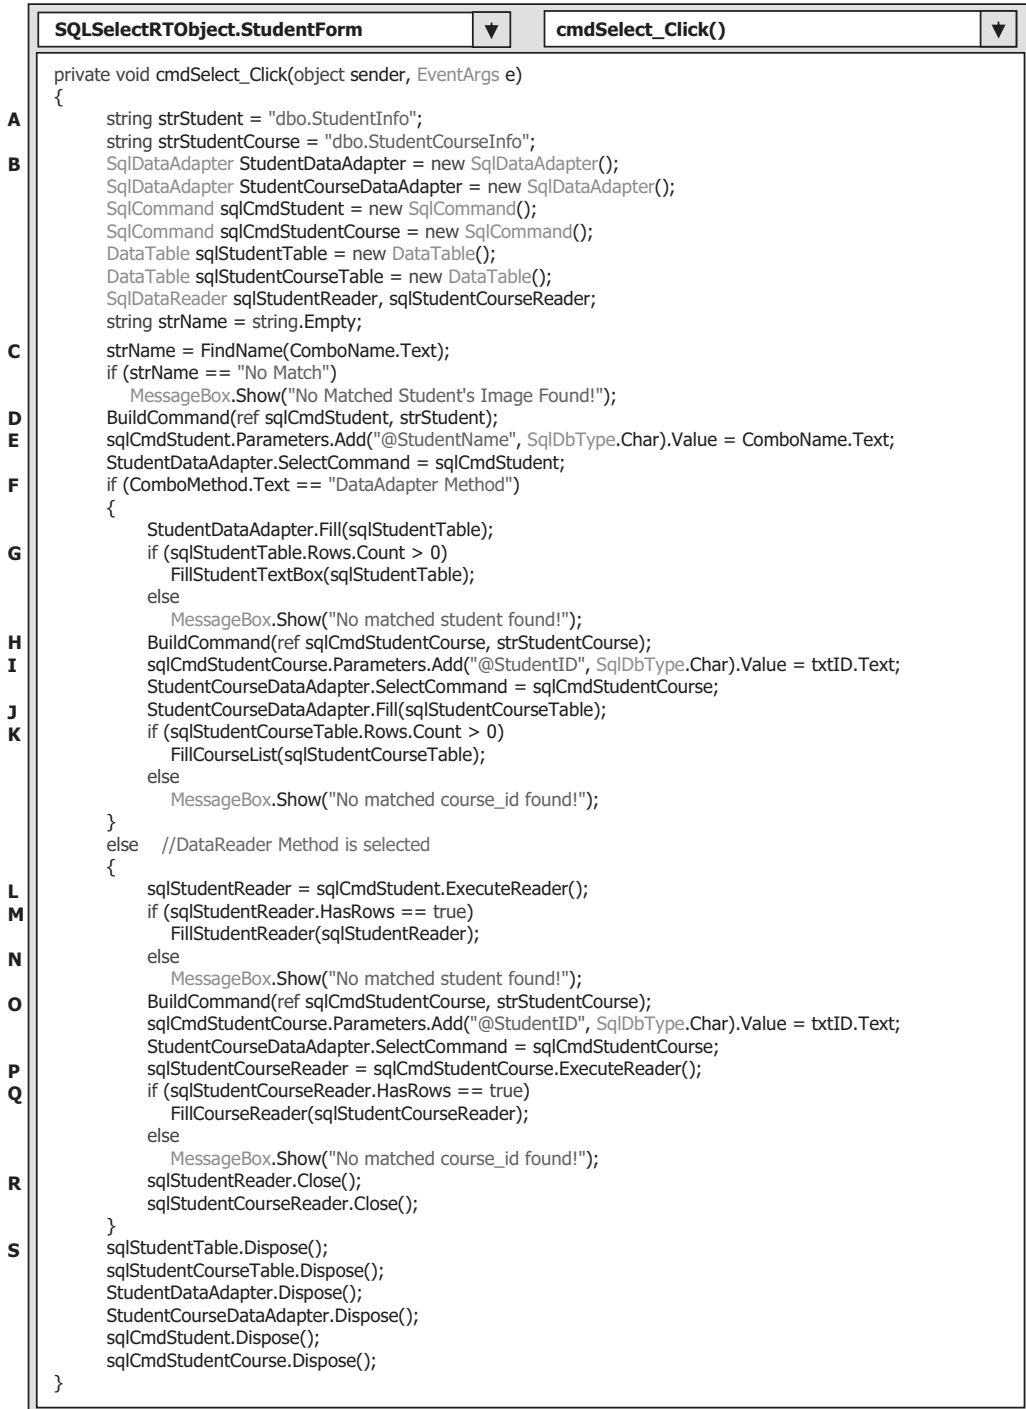 SQLSelectRTObject.StudentForm cmdSelect_Click()
private void cmdSelect_Click(object sender, EventArgs e)
{
A string strStudent = "dbo.StudentInfo";
string strStudentCourse = "dbo.StudentCourseInfo";
B SqlDataAdapter StudentDataAdapter = new SqlDataAdapter();
SqlDataAdapter StudentCourseDataAdapter = new SqlDataAdapter();
SqlCommand sqlCmdStudent = new SqlCommand();
SqlCommand sqlCmdStudentCourse = new SqlCommand();
DataTable sqlStudentTable = new DataTable();
DataTable sqlStudentCourseTable = new DataTable();
SqlDataReader sqlStudentReader, sqlStudentCourseReader;
string strName = string.Empty;
C strName = FindName(ComboName.Text);
if (strName == "No Match")
MessageBox.Show("No Matched Student's Image Found!");
D BuildCommand(ref sqlCmdStudent, strStudent);
E sqlCmdStudent.Parameters.Add("@StudentName", SqlDbType.Char).Value = ComboName.Text;
StudentDataAdapter.SelectCommand = sqlCmdStudent;
F if (ComboMethod.Text == "DataAdapter Method")
{
StudentDataAdapter.Fill(sqlStudentTable);
G if (sqlStudentTable.Rows.Count > 0)
FillStudentTextBox(sqlStudentTable);
else
MessageBox.Show("No matched student found!");
H BuildCommand(ref sqlCmdStudentCourse, strStudentCourse);
I sqlCmdStudentCourse.Parameters.Add("@StudentID", SqlDbType.Char).Value = txtID.Text;
StudentCourseDataAdapter.SelectCommand = sqlCmdStudentCourse;
J StudentCourseDataAdapter.Fill(sqlStudentCourseTable);
K if (sqlStudentCourseTable.Rows.Count > 0)
FillCourseList(sqlStudentCourseTable);
else
MessageBox.Show("No matched course_id found!");
}
else //DataReader Method is selected
{
L sqlStudentReader = sqlCmdStudent.ExecuteReader();
M if (sqlStudentReader.HasRows == true)
FillStudentReader(sqlStudentReader);
N else
MessageBox.Show("No matched student found!");
O BuildCommand(ref sqlCmdStudentCourse, strStudentCourse);
sqlCmdStudentCourse.Parameters.Add("@StudentID", SqlDbType.Char).Value = txtID.Text;
StudentCourseDataAdapter.SelectCommand = sqlCmdStudentCourse;
P sqlStudentCourseReader = sqlCmdStudentCourse.ExecuteReader();
Q if (sqlStudentCourseReader.HasRows == true)
FillCourseReader(sqlStudentCourseReader);
else
MessageBox.Show("No matched course_id found!");
R sqlStudentReader.Close();
sqlStudentCourseReader.Close();
}
S sqlStudentTable.Dispose();
sqlStudentCourseTable.Dispose();
StudentDataAdapter.Dispose();
StudentCourseDataAdapter.Dispose();
sqlCmdStudent.Dispose();
sqlCmdStudentCourse.Dispose();
}